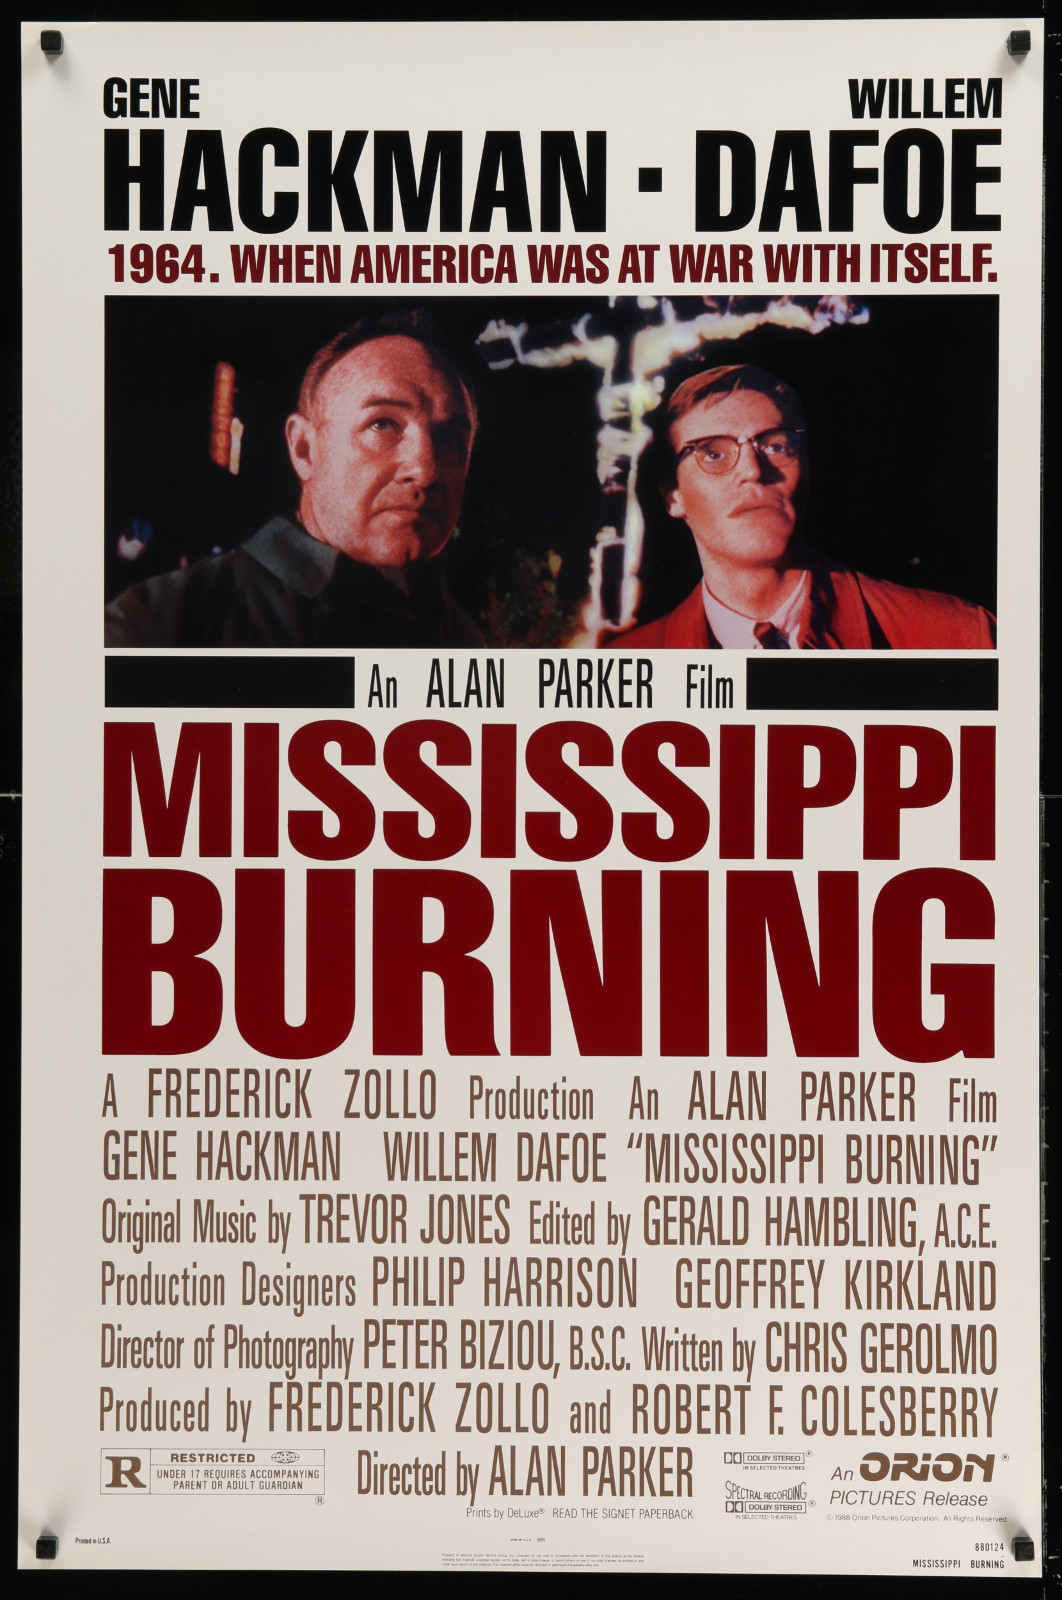 GENE WILLEM
HACKMAN · DAFOE
1964. WHEN AMERICA WAS AT WAR WITH ITSELF.
An ALAN PARKER Film
MISSISSIPPI
BURNING
A FREDERICK ZOLLO Production An ALAN PARKER Film
GENE HACKMAN WILLEM DAFOE “MISSISSIPPI BURNING”
Original Music by TREVOR JONES Edited by GERALD HAMBLING, A.C.E.
Production Designers PHILIP HARRISON GEOFFREY KIRKLAND
Director of Photography PETER BIZIOU, B.S.C. Written by CHRIS GEROLMO
Produced by FREDERICK ZOLLO and ROBERT F. COLESBERRY
R RESTRICTED
UNDER 17 REQUIRES ACCOMPANYING
PARENT OR ADULT GUARDIAN
®
Directed by ALAN PARKER
Prints by DeLuxe® READ THE SIGNET PAPERBACK
DOLBY STEREO ®
IN SELECTED THEATRES
SPECTRAL RECORDING
DOLBY STEREO ®
IN SELECTED THEATRES
An ORION ®
PICTURES Release
© 1988 Orion Pictures Corporation. All Rights Reserved.
Printed in U.S.A.
880124
MISSISSIPPI BURNING